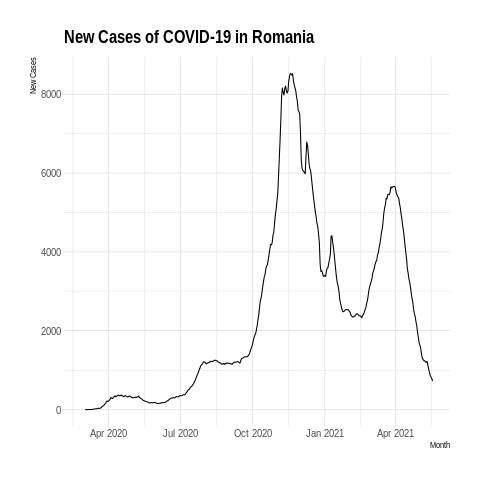 New Cases of COVID-19 in Romania
New Cases
8000
6000
4000
2000
0
Apr 2020 Jul 2020 Oct 2020 Jan 2021 Apr 2021
Month